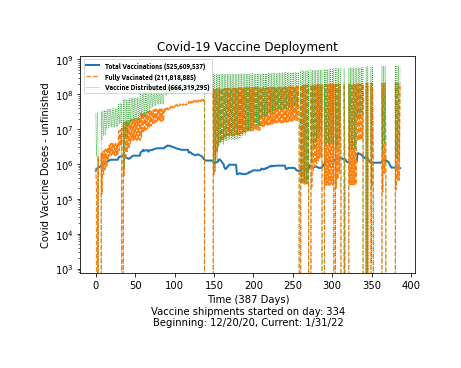 Covid-19 Vaccine Deployment
Total Vaccinations (525,609,537)
Fully Vacinated (211,818,885)
Vaccine Distributed (666,319,295)
Covid Vaccine Doses - unfinished
10⁹
10⁸
10⁷
10⁶
10⁵
10⁴
10³
0 50 100 150 200 250 300 350 400
Time (387 Days)
Vaccine shipments started on day: 334
Beginning: 12/20/20, Current: 1/31/22